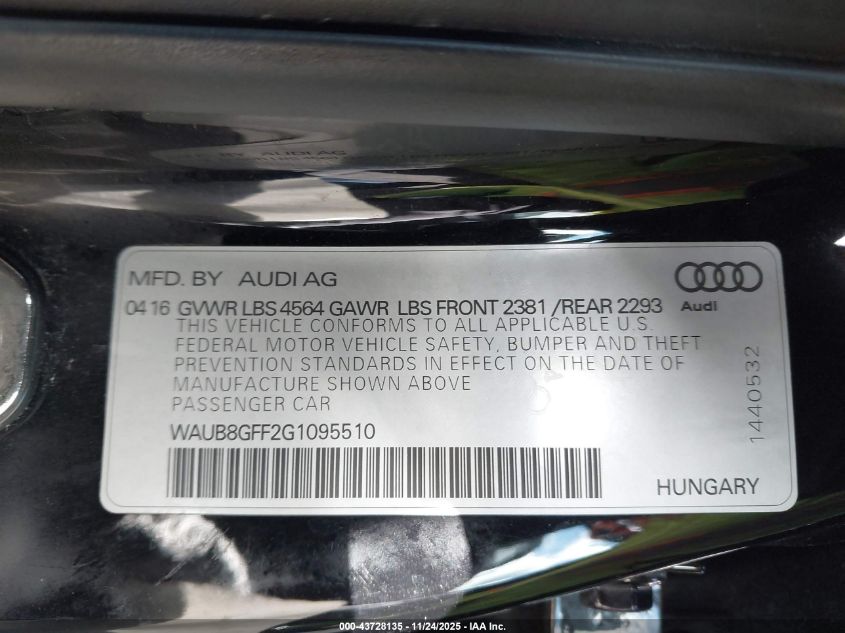 MFD. BY AUDI AG
04 16 GVWR LBS 4564 GAWR LBS FRONT 2381 /REAR 2293
Audi
THIS VEHICLE CONFORMS TO ALL APPLICABLE U.S.
FEDERAL MOTOR VEHICLE SAFETY, BUMPER AND THEFT
PREVENTION STANDARDS IN EFFECT ON THE DATE OF
MANUFACTURE SHOWN ABOVE
PASSENGER CAR
1440532
WAUB8GFF2G1095510
HUNGARY
000-43728135 - 11/24/2025 - IAA Inc.